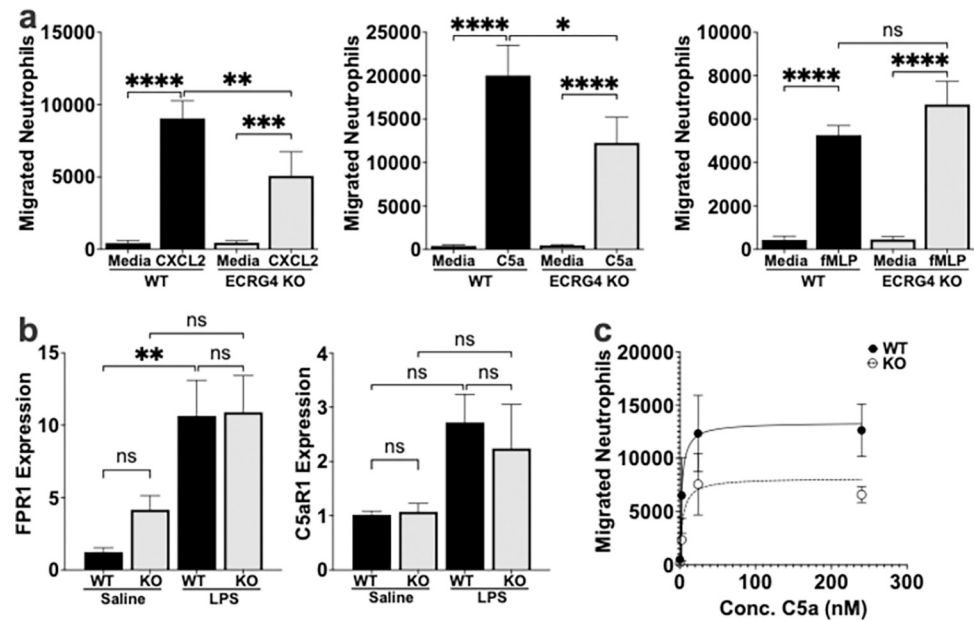 a
Migrated Neutrophils
15000
10000
5000
0
****
**
***
Media CXCL2 Media CXCL2
WT ECRG4 KO
Migrated Neutrophils
25000
20000
15000
10000
5000
0
****
*
****
Media C5a Media C5a
WT ECRG4 KO
Migrated Neutrophils
10000
8000
6000
4000
2000
0
ns
****
****
Media fMLP Media fMLP
WT ECRG4 KO
b
FPR1 Expression
15
10
5
0
ns
**
ns
ns
WT KO WT KO
Saline LPS
C5aR1 Expression
4
3
2
1
0
ns
ns
ns
ns
WT KO WT KO
Saline LPS
c
WT
KO
Migrated Neutrophils
20000
15000
10000
5000
0
0 100 200 300
Conc. C5a (nM)